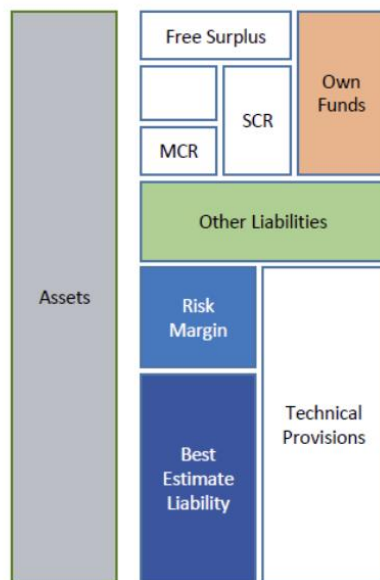 Free Surplus
Own
Funds
SCR
MCR
Other Liabilities
Assets
Risk
Margin
Technical
Provisions
Best
Estimate
Liability